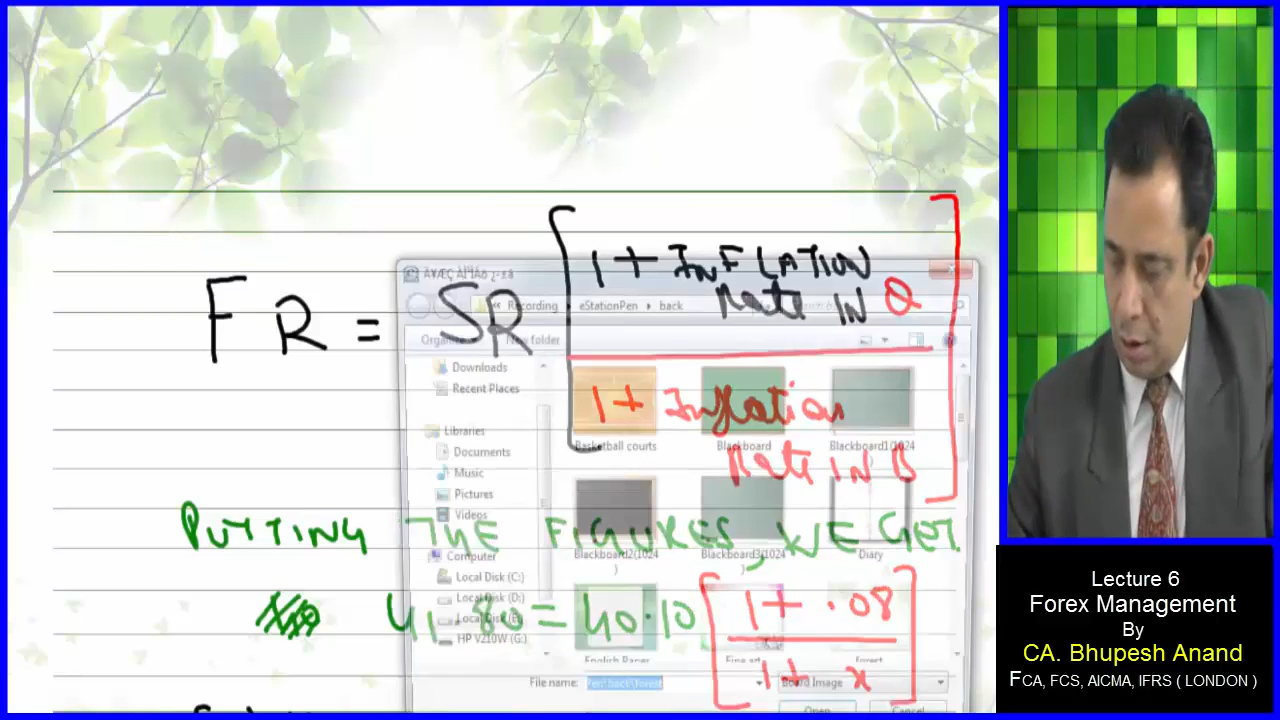 FR = SR [ 1 + INFLATION
Rate IN Q
1 + Inflation
Rate IN B ]
PUTTING THE FIGURES, WE GET
41.80 = 40.10 [ 1 + .08
1 + x ]
Recording eStationPen back
Organize New folder
Downloads
Recent Places
Libraries
Documents
Music
Pictures
Videos
Computer
Local Disk (C:)
Local Disk (D:)
Local Disk (E:)
HP V210W (G:)
Basketball courts Blackboard Blackboard1(1024
)
Blackboard2(1024 Blackboard3(1024 Diary
) )
English Paper Fine art forest
File name: Board Image
Open Cancel
Lecture 6
Forex Management
By
CA. Bhupesh Anand
FCA, FCS, AICMA, IFRS ( LONDON )